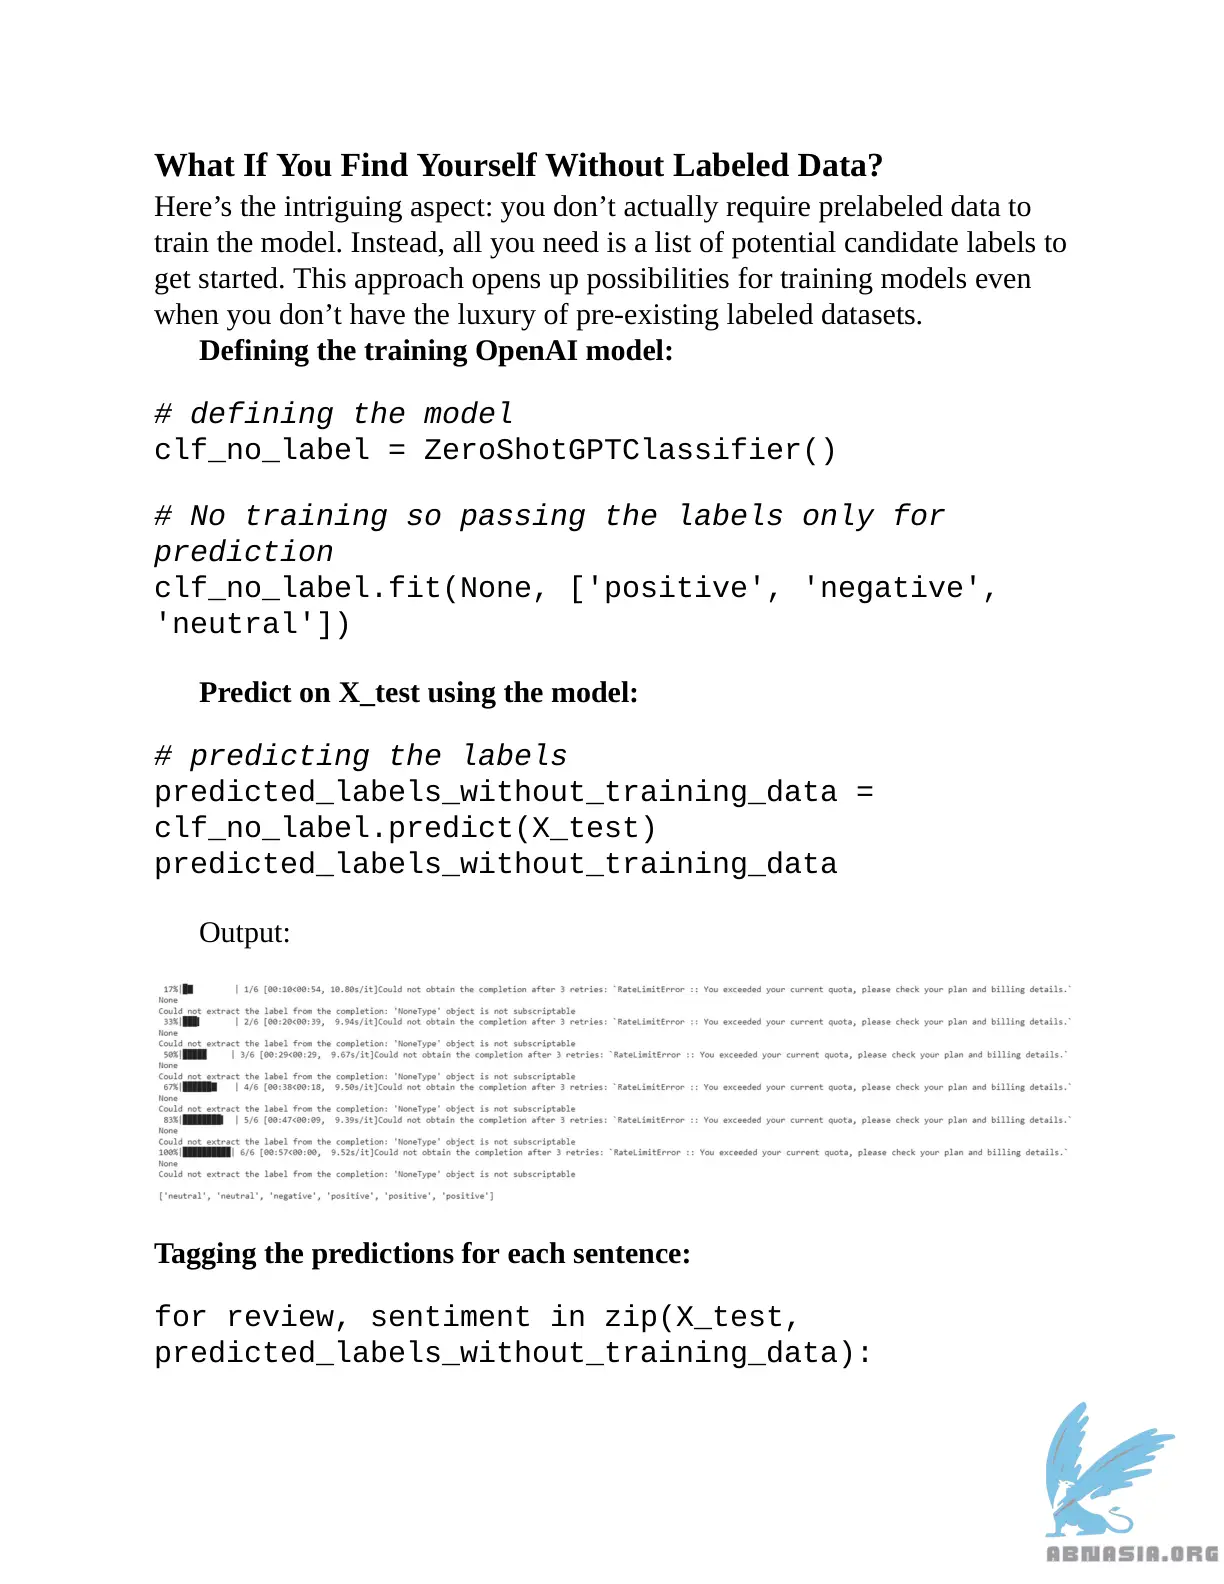 What If You Find Yourself Without Labeled Data?
Here’s the intriguing aspect: you don’t actually require prelabeled data to
train the model. Instead, all you need is a list of potential candidate labels to
get started. This approach opens up possibilities for training models even
when you don’t have the luxury of pre-existing labeled datasets.
Defining the training OpenAI model:
# defining the model
clf_no_label = ZeroShotGPTClassifier()
# No training so passing the labels only for
prediction
clf_no_label.fit(None, ['positive', 'negative',
'neutral'])
Predict on X_test using the model:
# predicting the labels
predicted_labels_without_training_data =
clf_no_label.predict(X_test)
predicted_labels_without_training_data
Output:
17%| | 1/6 [00:10<00:54, 10.80s/it]Could not obtain the completion after 3 retries: `RateLimitError :: You exceeded your current quota, please check your plan and billing details.`
None
Could not extract the label from the completion: 'NoneType' object is not subscriptable
33%| | 2/6 [00:20<00:39, 9.94s/it]Could not obtain the completion after 3 retries: `RateLimitError :: You exceeded your current quota, please check your plan and billing details.`
None
Could not extract the label from the completion: 'NoneType' object is not subscriptable
50%| | 3/6 [00:29<00:29, 9.67s/it]Could not obtain the completion after 3 retries: `RateLimitError :: You exceeded your current quota, please check your plan and billing details.`
None
Could not extract the label from the completion: 'NoneType' object is not subscriptable
67%| | 4/6 [00:38<00:18, 9.50s/it]Could not obtain the completion after 3 retries: `RateLimitError :: You exceeded your current quota, please check your plan and billing details.`
None
Could not extract the label from the completion: 'NoneType' object is not subscriptable
83%| | 5/6 [00:47<00:09, 9.39s/it]Could not obtain the completion after 3 retries: `RateLimitError :: You exceeded your current quota, please check your plan and billing details.`
None
Could not extract the label from the completion: 'NoneType' object is not subscriptable
100%| | 6/6 [00:57<00:00, 9.52s/it]Could not obtain the completion after 3 retries: `RateLimitError :: You exceeded your current quota, please check your plan and billing details.`
None
Could not extract the label from the completion: 'NoneType' object is not subscriptable
['neutral', 'neutral', 'negative', 'positive', 'positive', 'positive']
Tagging the predictions for each sentence:
for review, sentiment in zip(X_test,
predicted_labels_without_training_data):
ABNASIA.ORG